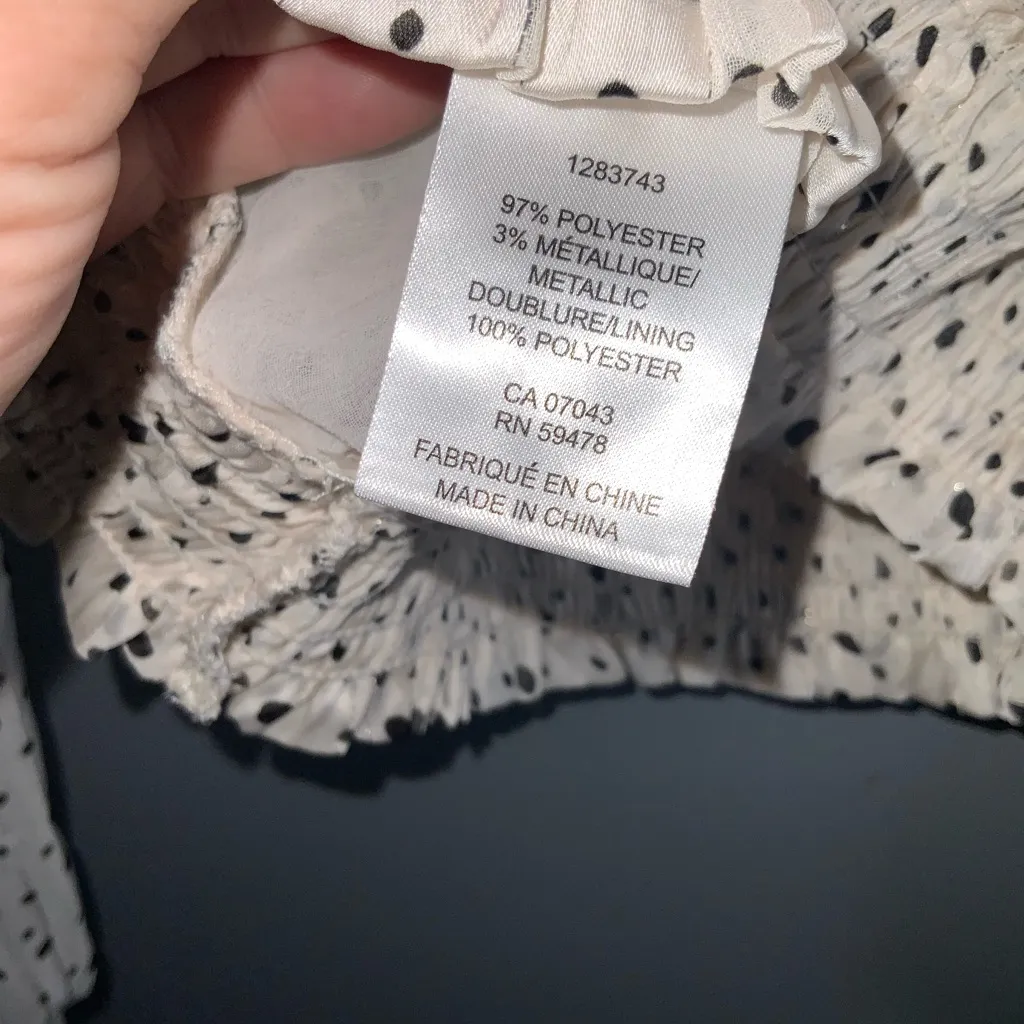 1283743
97% POLYESTER
3% MÉTALLIQUE/
METALLIC
DOUBLURE/LINING
100% POLYESTER
CA 07043
RN 59478
FABRIQUÉ EN CHINE
MADE IN CHINA